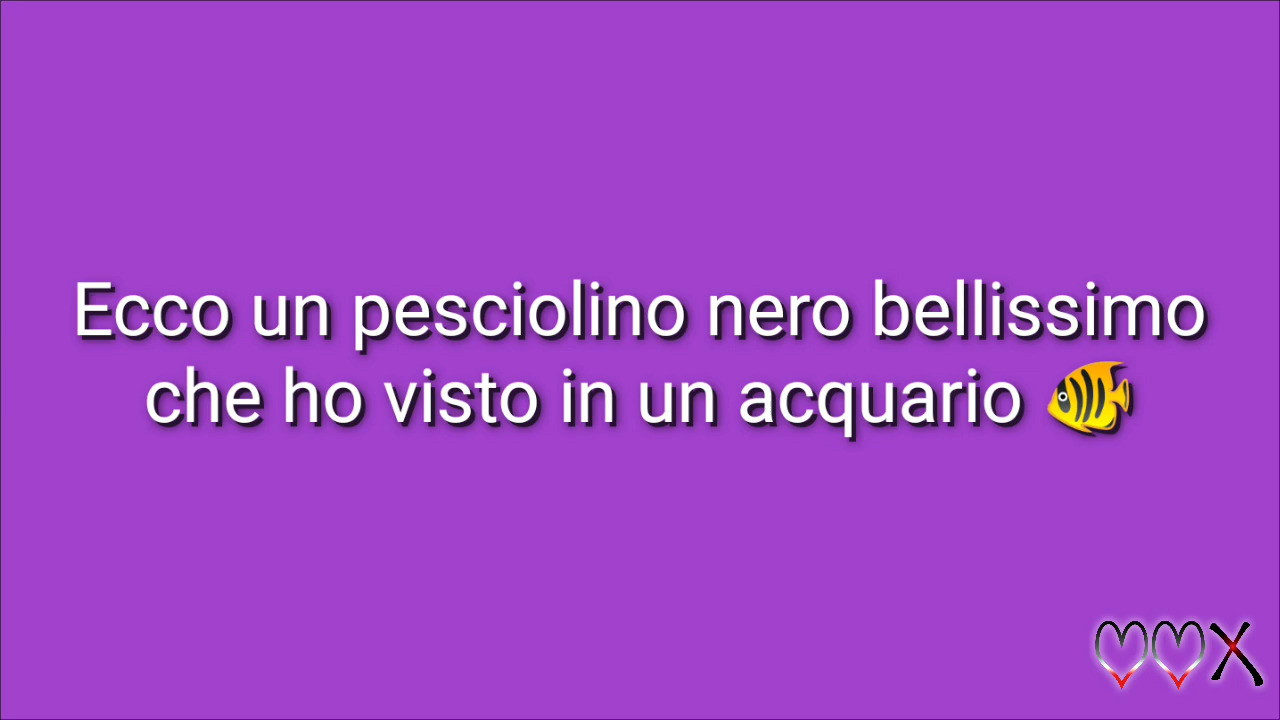 Ecco un pesciolino nero bellissimo
che ho visto in un acquario 🐠